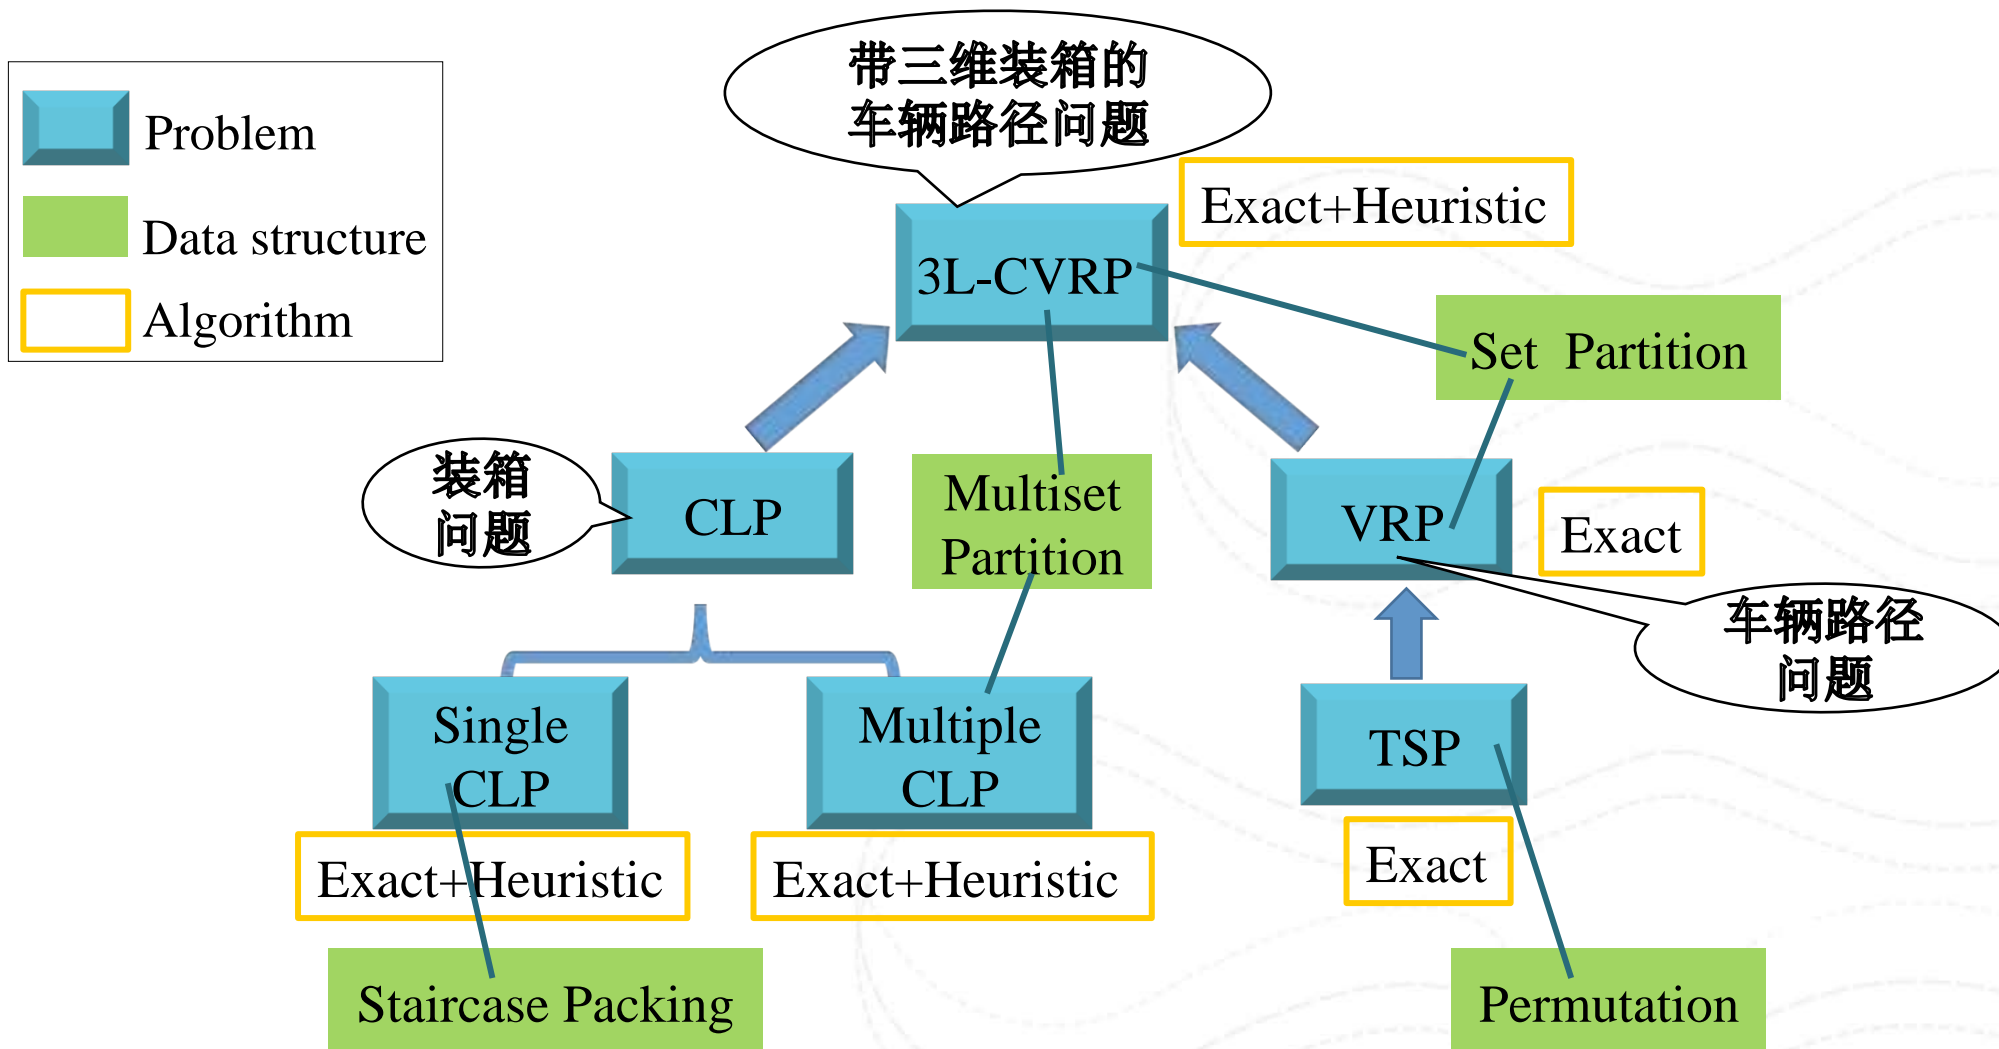 Problem
Data structure
Algorithm
带三维装箱的
车辆路径问题
Exact+Heuristic
3L-CVRP
Set Partition
装箱
问题
CLP
Multiset
Partition
VRP
Exact
车辆路径
问题
Single
CLP
Multiple
CLP
TSP
Exact+Heuristic
Exact+Heuristic
Exact
Staircase Packing
Permutation